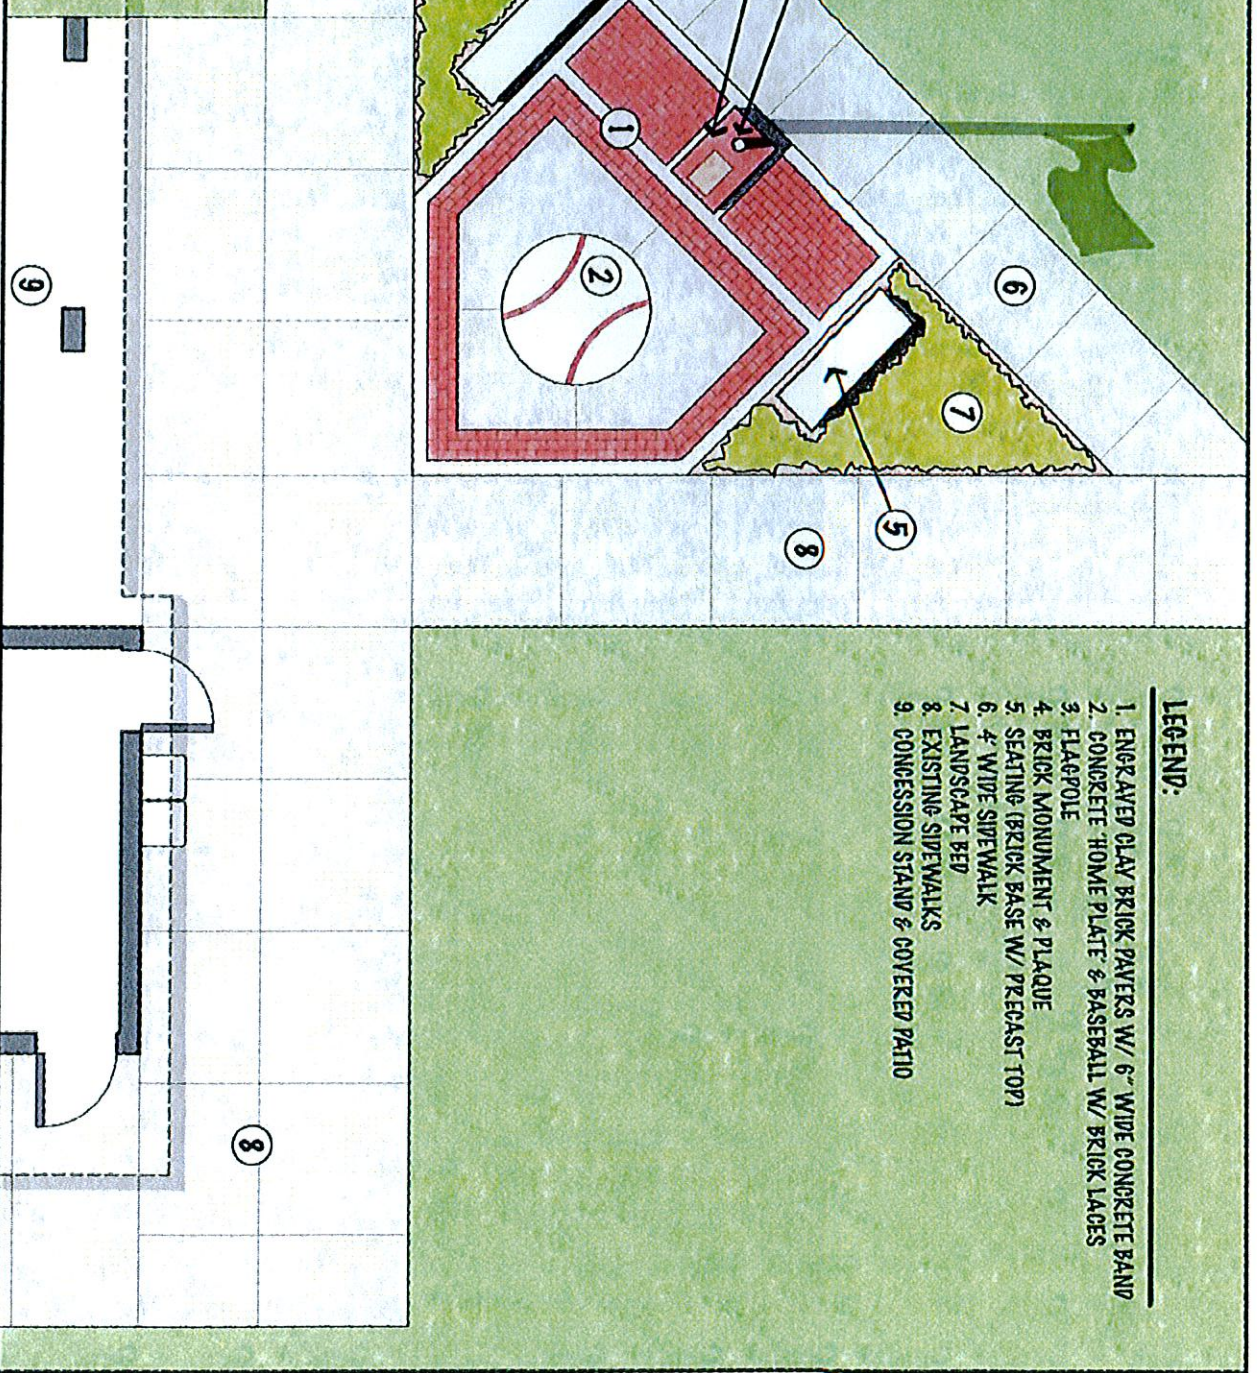 LEGEND:
1. ENGRAVED CLAY BRICK PAVERS W/ 6" WIDE CONCRETE BAND
2. CONCRETE 'HOME PLATE & BASEBALL W/ BRICK LACES
3. FLAGPOLE
4. BRICK MONUMENT & PLAQUE
5. SEATING (BRICK BASE W/ PRECAST TOP)
6. 4' WIDE SIDEWALK
7. LANDSCAPE BED
8. EXISTING SIDEWALKS
9. CONCESSION STAND & COVERED PATIO
1
2
6
7
5
8
9
8